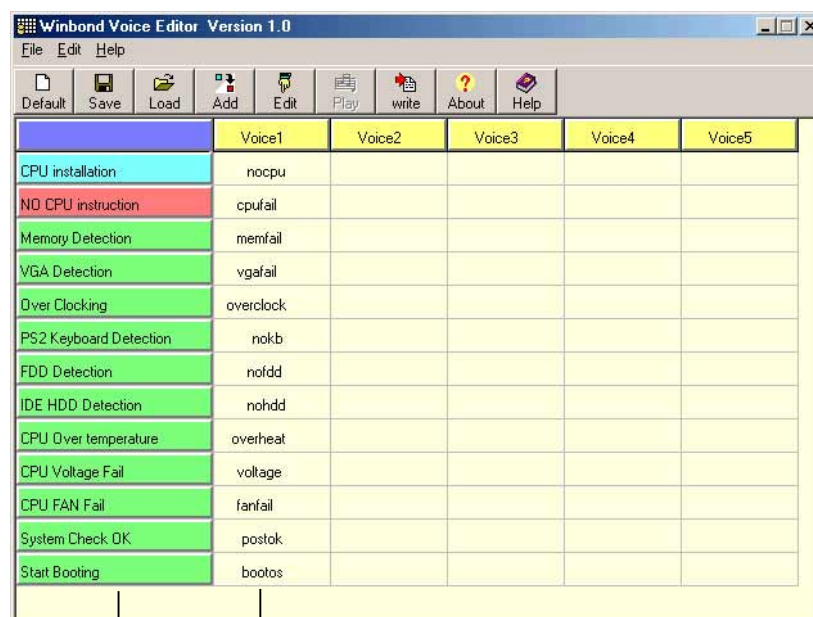 Winbond Voice Editor Version 1.0
File Edit Help
Default Save Load Add Edit Play write About Help
Voice1 Voice2 Voice3 Voice4 Voice5
CPU installation nocpu
NO CPU instruction cpufail
Memory Detection memfail
VGA Detection vgafail
Over Clocking overclock
PS2 Keyboard Detection nokb
FDD Detection nofdd
IDE HDD Detection nohdd
CPU Over temperature overheat
CPU Voltage Fail voltage
CPU FAN Fail fanfail
System Check OK postok
Start Booting bootos